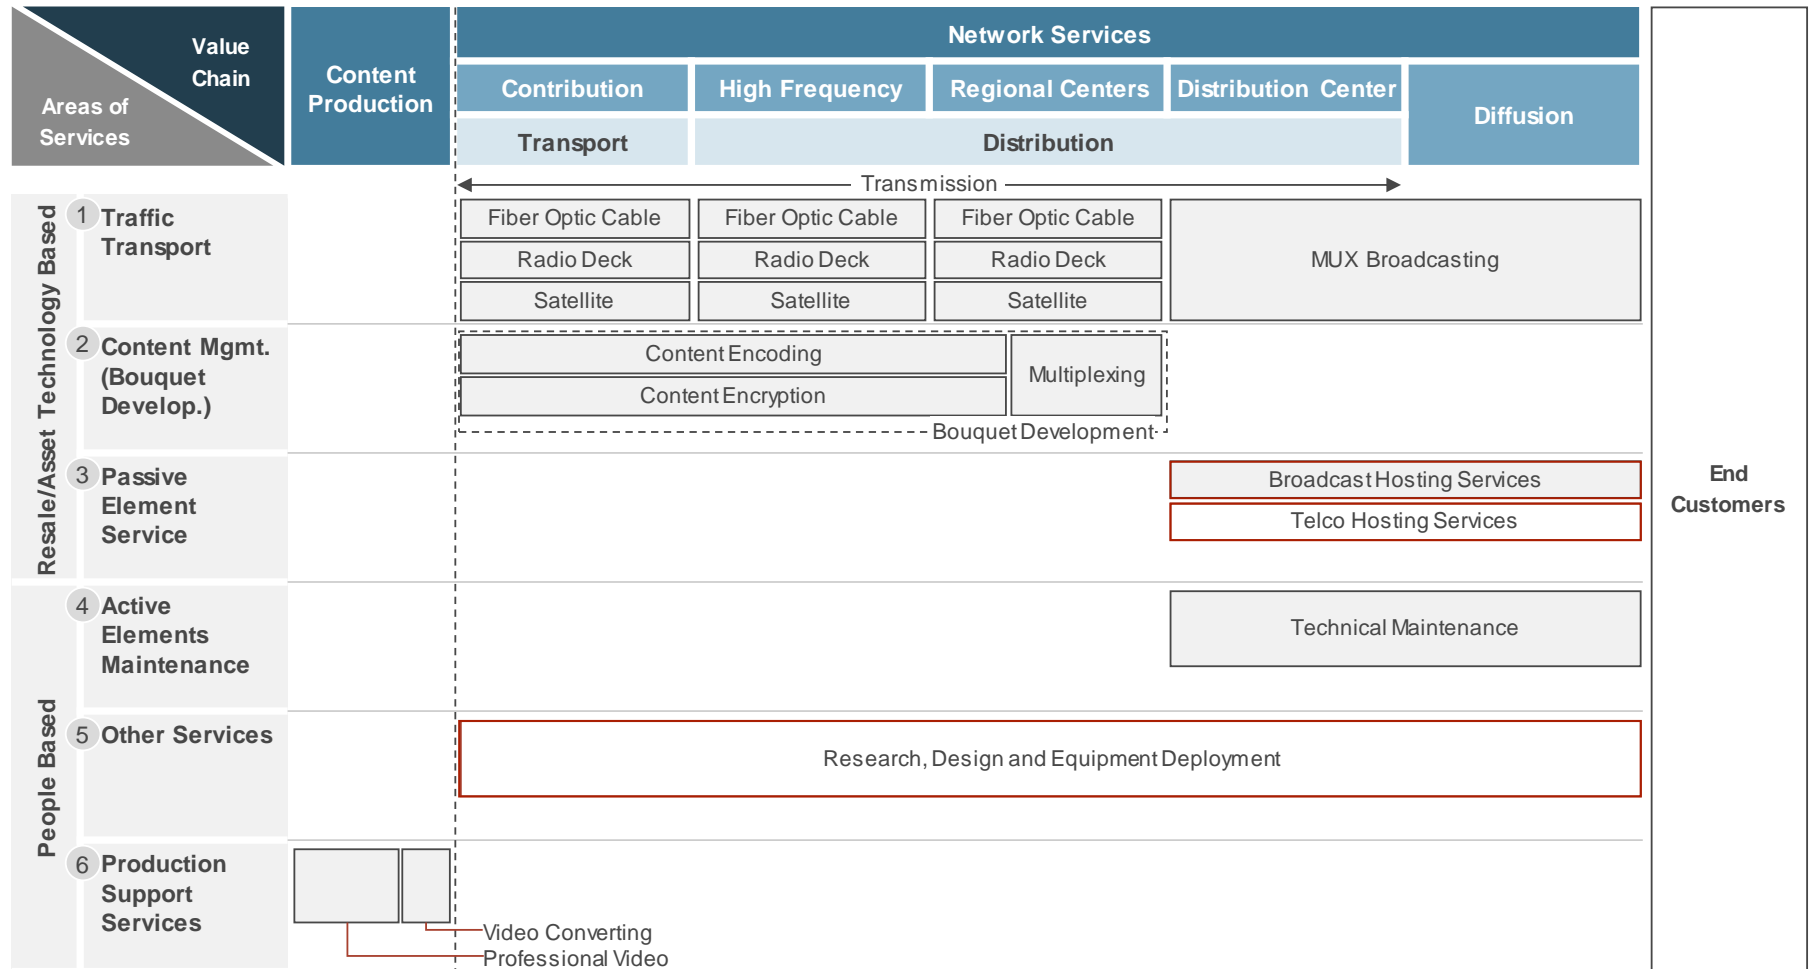 Value
Chain
Areas of
Services
Content
Production
Network Services
Contribution
High Frequency
Regional Centers
Distribution Center
Diffusion
Transport
Distribution
Transmission
Resale/Asset Technology Based
1
Traffic
Transport
Fiber Optic Cable
Fiber Optic Cable
Fiber Optic Cable
Radio Deck
Radio Deck
Radio Deck
Satellite
Satellite
Satellite
MUX Broadcasting
2
Content Mgmt.
(Bouquet
Develop.)
Content Encoding
Content Encryption
Multiplexing
Bouquet Development
3
Passive
Element
Service
Broadcast Hosting Services
Telco Hosting Services
End
Customers
People Based
4
Active
Elements
Maintenance
Technical Maintenance
5
Other Services
Research, Design and Equipment Deployment
6
Production
Support
Services
Video Converting
Professional Video